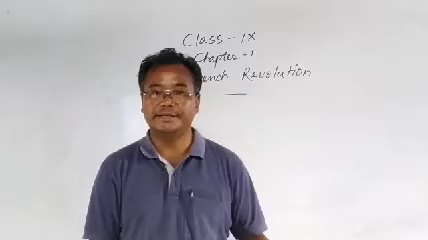 Class - IX
Chapter - 1
Revolution